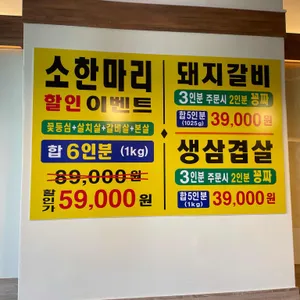 소한마리
할인 이벤트
꽃등심+살치살+갈비살+본살
합 6인분 (1kg)
89,000원
할인가 59,000원
돼지갈비
3인분 주문시 2인분 꽁짜
합5인분 (1025g) 39,000원
생삼겹살
3인분 주문시 2인분 꽁짜
합5인분 (1kg) 39,000원